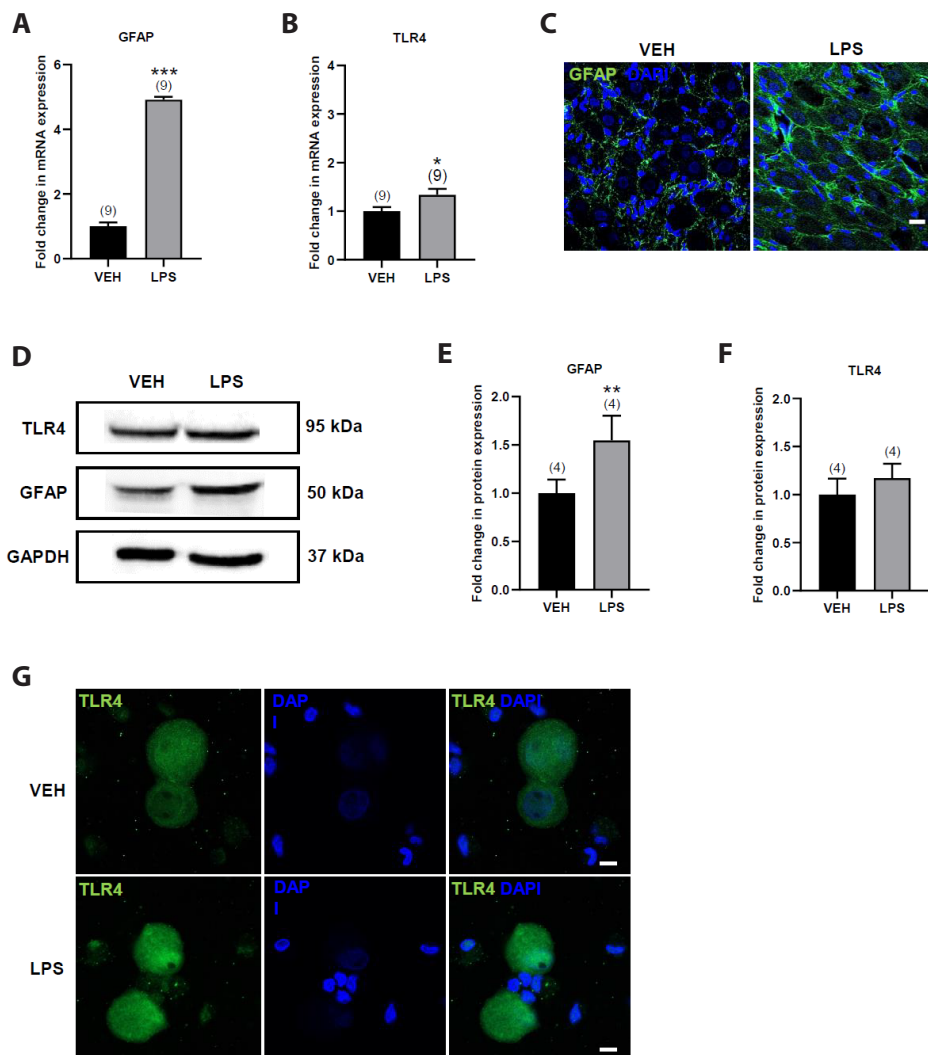 A
GFAP
Fold change in mRNA expression
6
4
2
0
(9)
***
(9)
VEH
LPS
B
TLR4
Fold change in mRNA expression
4
3
2
1
0
(9)
*
(9)
VEH
LPS
C
VEH
LPS
GFAP DAPI
D
VEH LPS
TLR4
95 kDa
GFAP
50 kDa
GAPDH
37 kDa
E
GFAP
Fold change in protein expression
2.0
1.5
1.0
0.5
0.0
(4)
**
(4)
VEH
LPS
F
TLR4
Fold change in protein expression
2.0
1.5
1.0
0.5
0.0
(4)
(4)
VEH
LPS
G
VEH
TLR4
DAP
I
TLR4 DAPI
LPS
TLR4
DAP
I
TLR4 DAPI